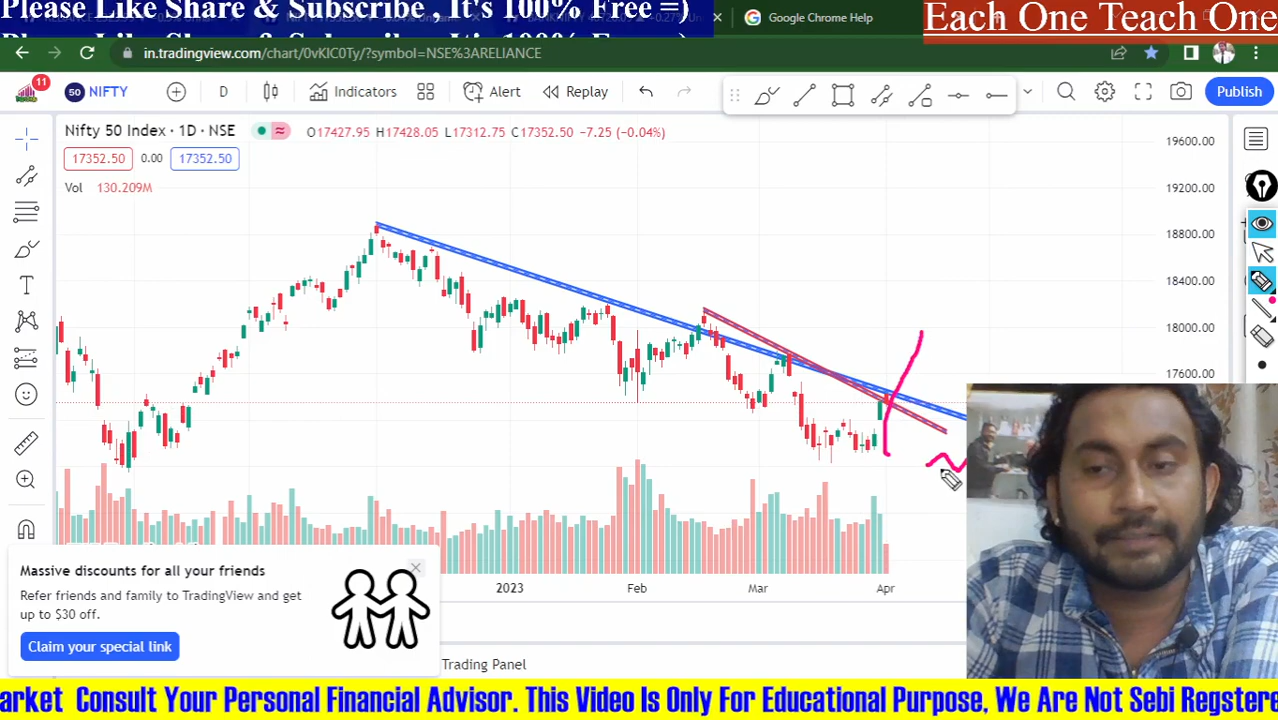 Please Like Share & Subscribe , It's 100% Free =)
Each One Teach One
Google Chrome Help
in.tradingview.com/chart/0vKlC0Ty/?symbol=NSE%3ARELIANCE
11
50 NIFTY
D
Indicators
Alert
Replay
Publish
Nifty 50 Index · 1D · NSE
O17427.95 H17428.05 L17312.75 C17352.50 −7.25 (−0.04%)
17352.50 0.00 17352.50
Vol 130.209M
19600.00
19200.00
18800.00
18400.00
18000.00
17600.00
2023 Feb Mar Apr
Massive discounts for all your friends
Refer friends and family to TradingView and get
up to $30 off.
Claim your special link
Trading Panel
arket Consult Your Personal Financial Advisor. This Video Is Only For Educational Purpose, We Are Not Sebi Regstere